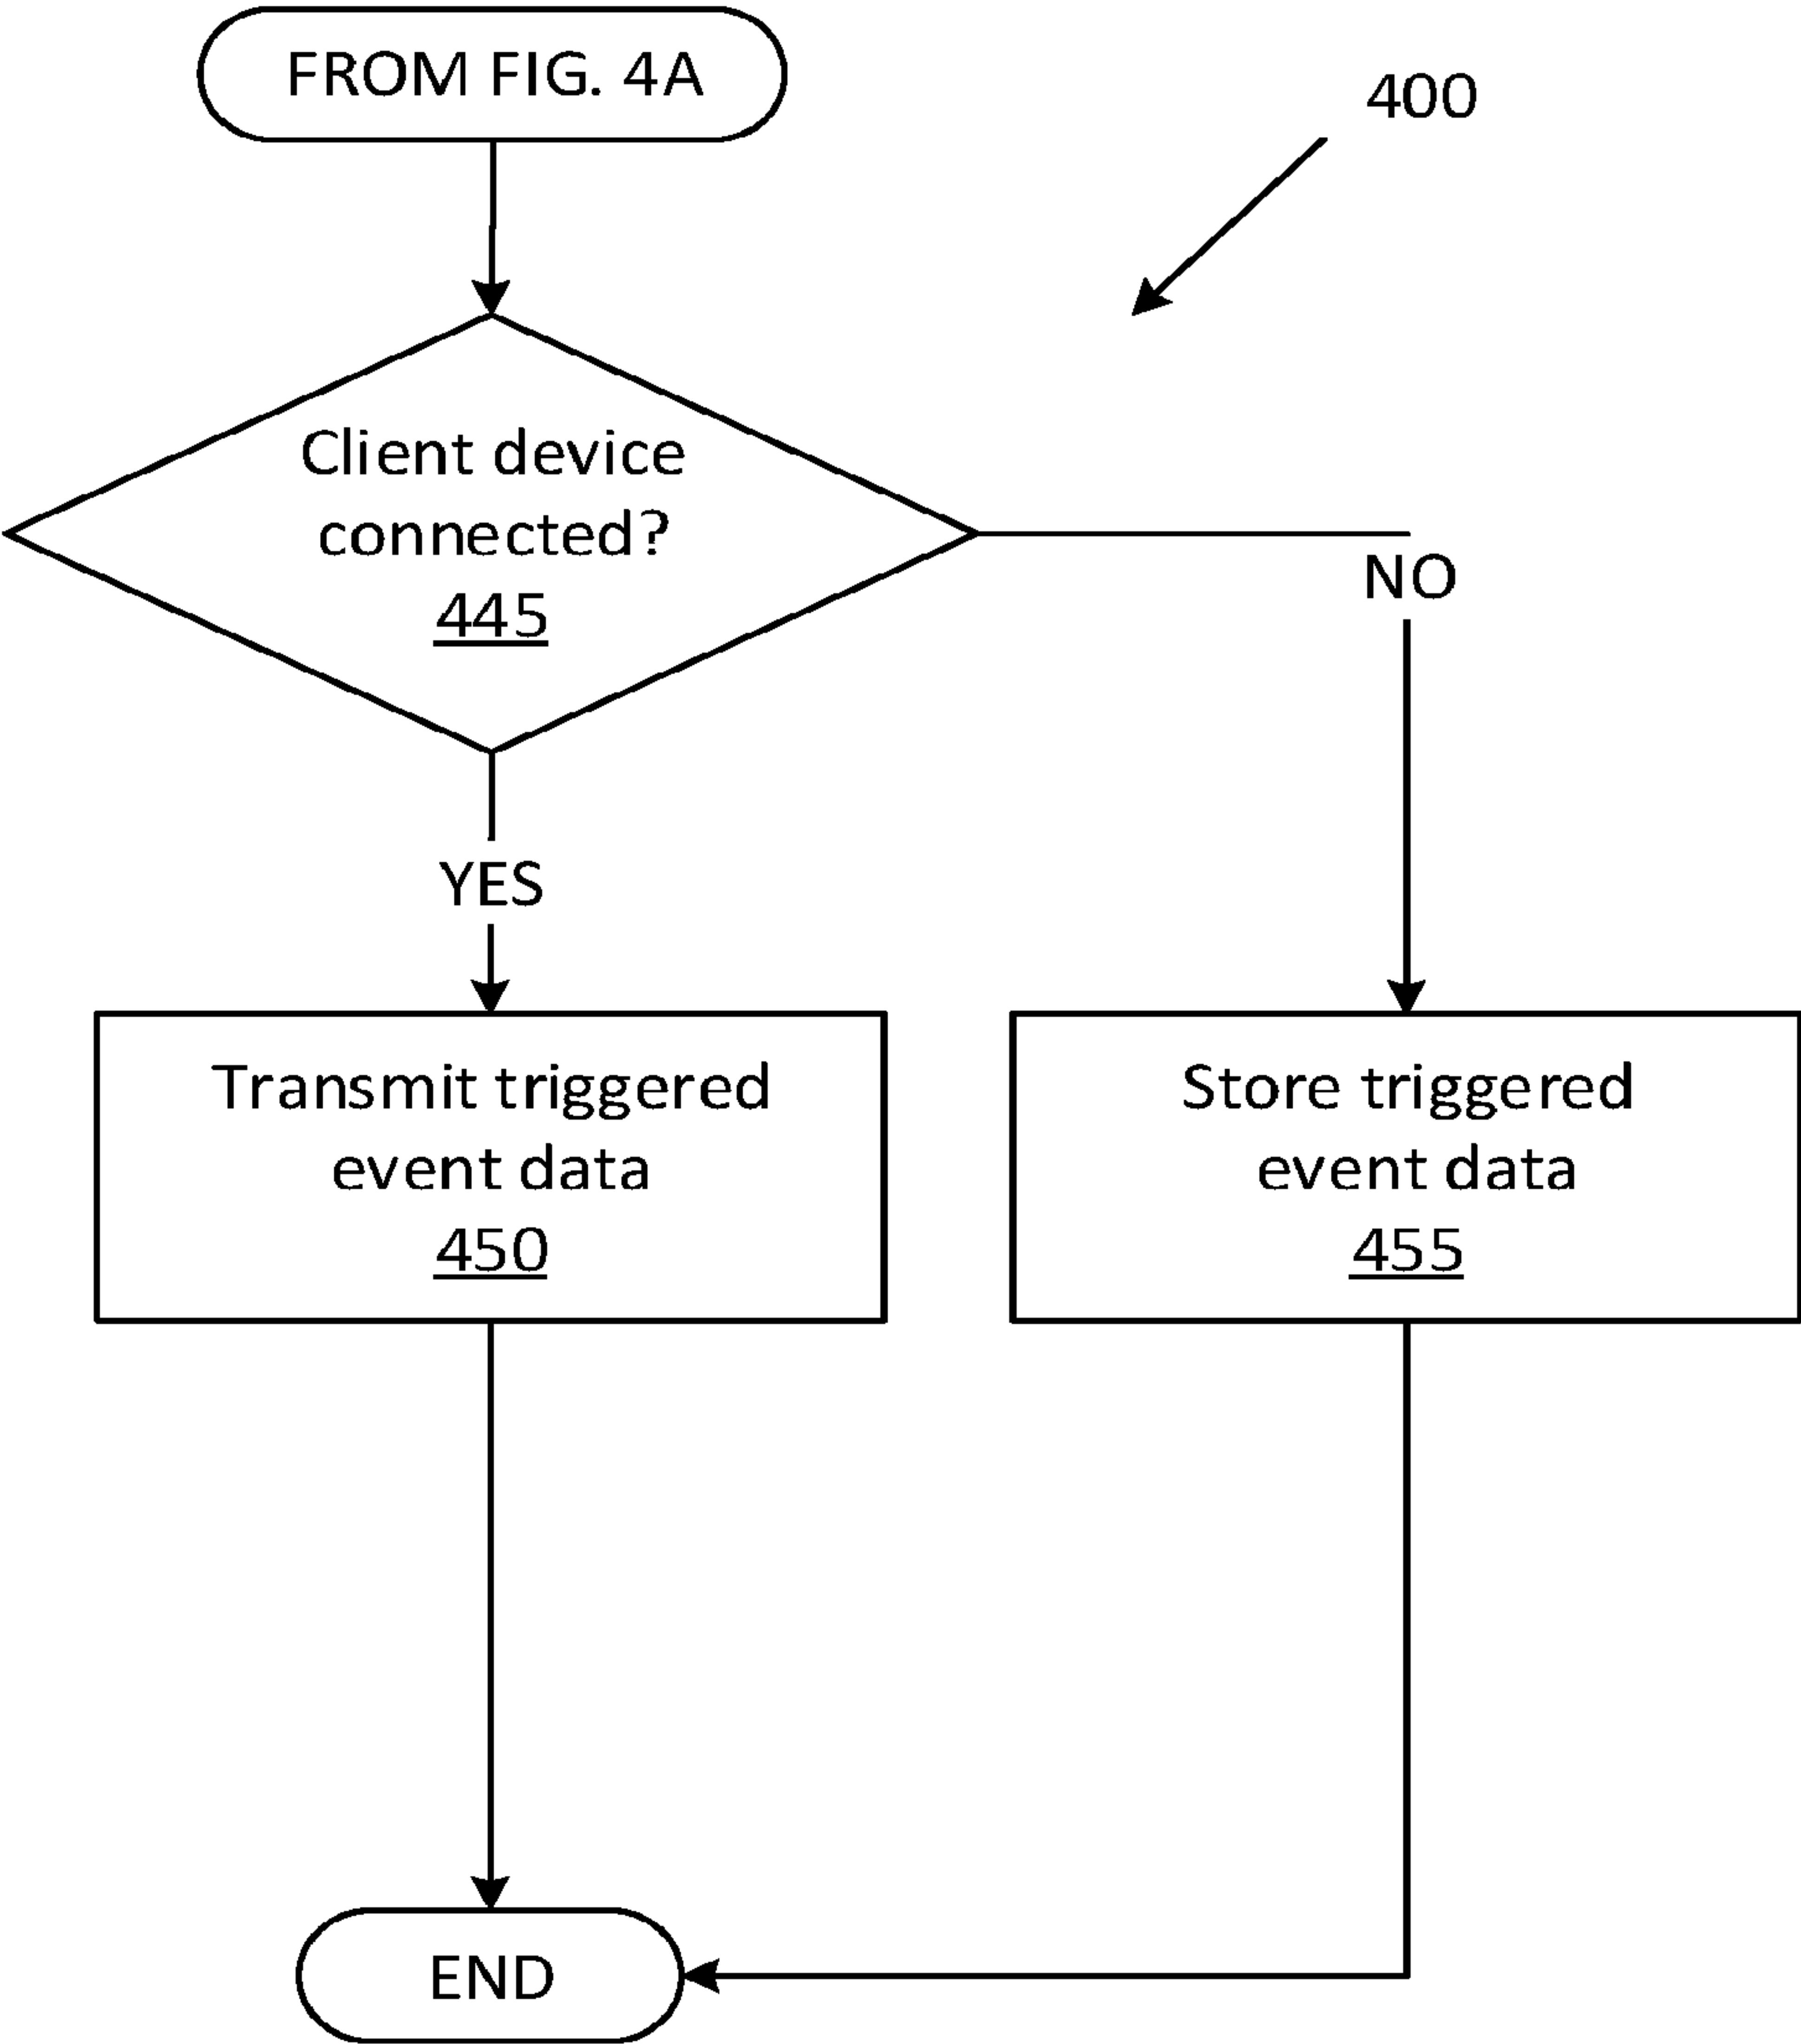 FROM FIG. 4A
400
Client device
connected?
445
NO
YES
Transmit triggered
event data
450
Store triggered
event data
455
END